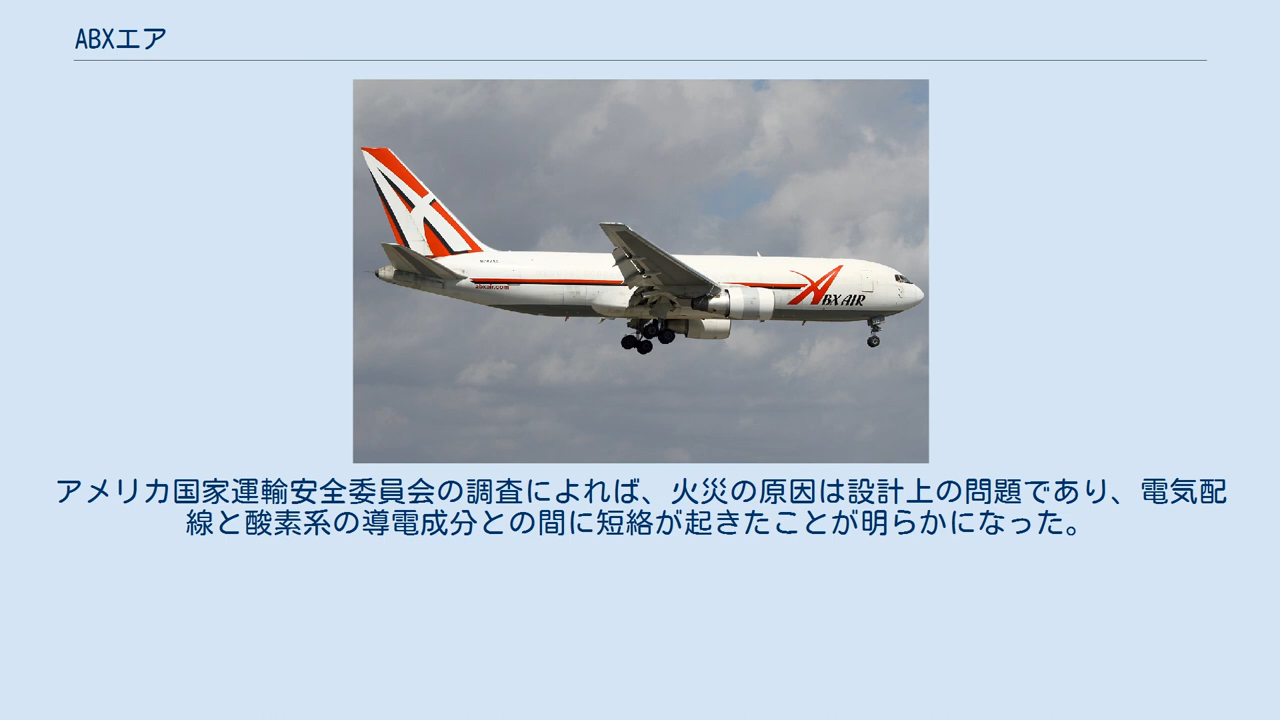 ABXエア
abxair.com
ABX AIR
アメリカ国家運輸安全委員会の調査によれば、火災の原因は設計上の問題であり、電気配
線と酸素系の導電成分との間に短絡が起きたことが明らかになった。